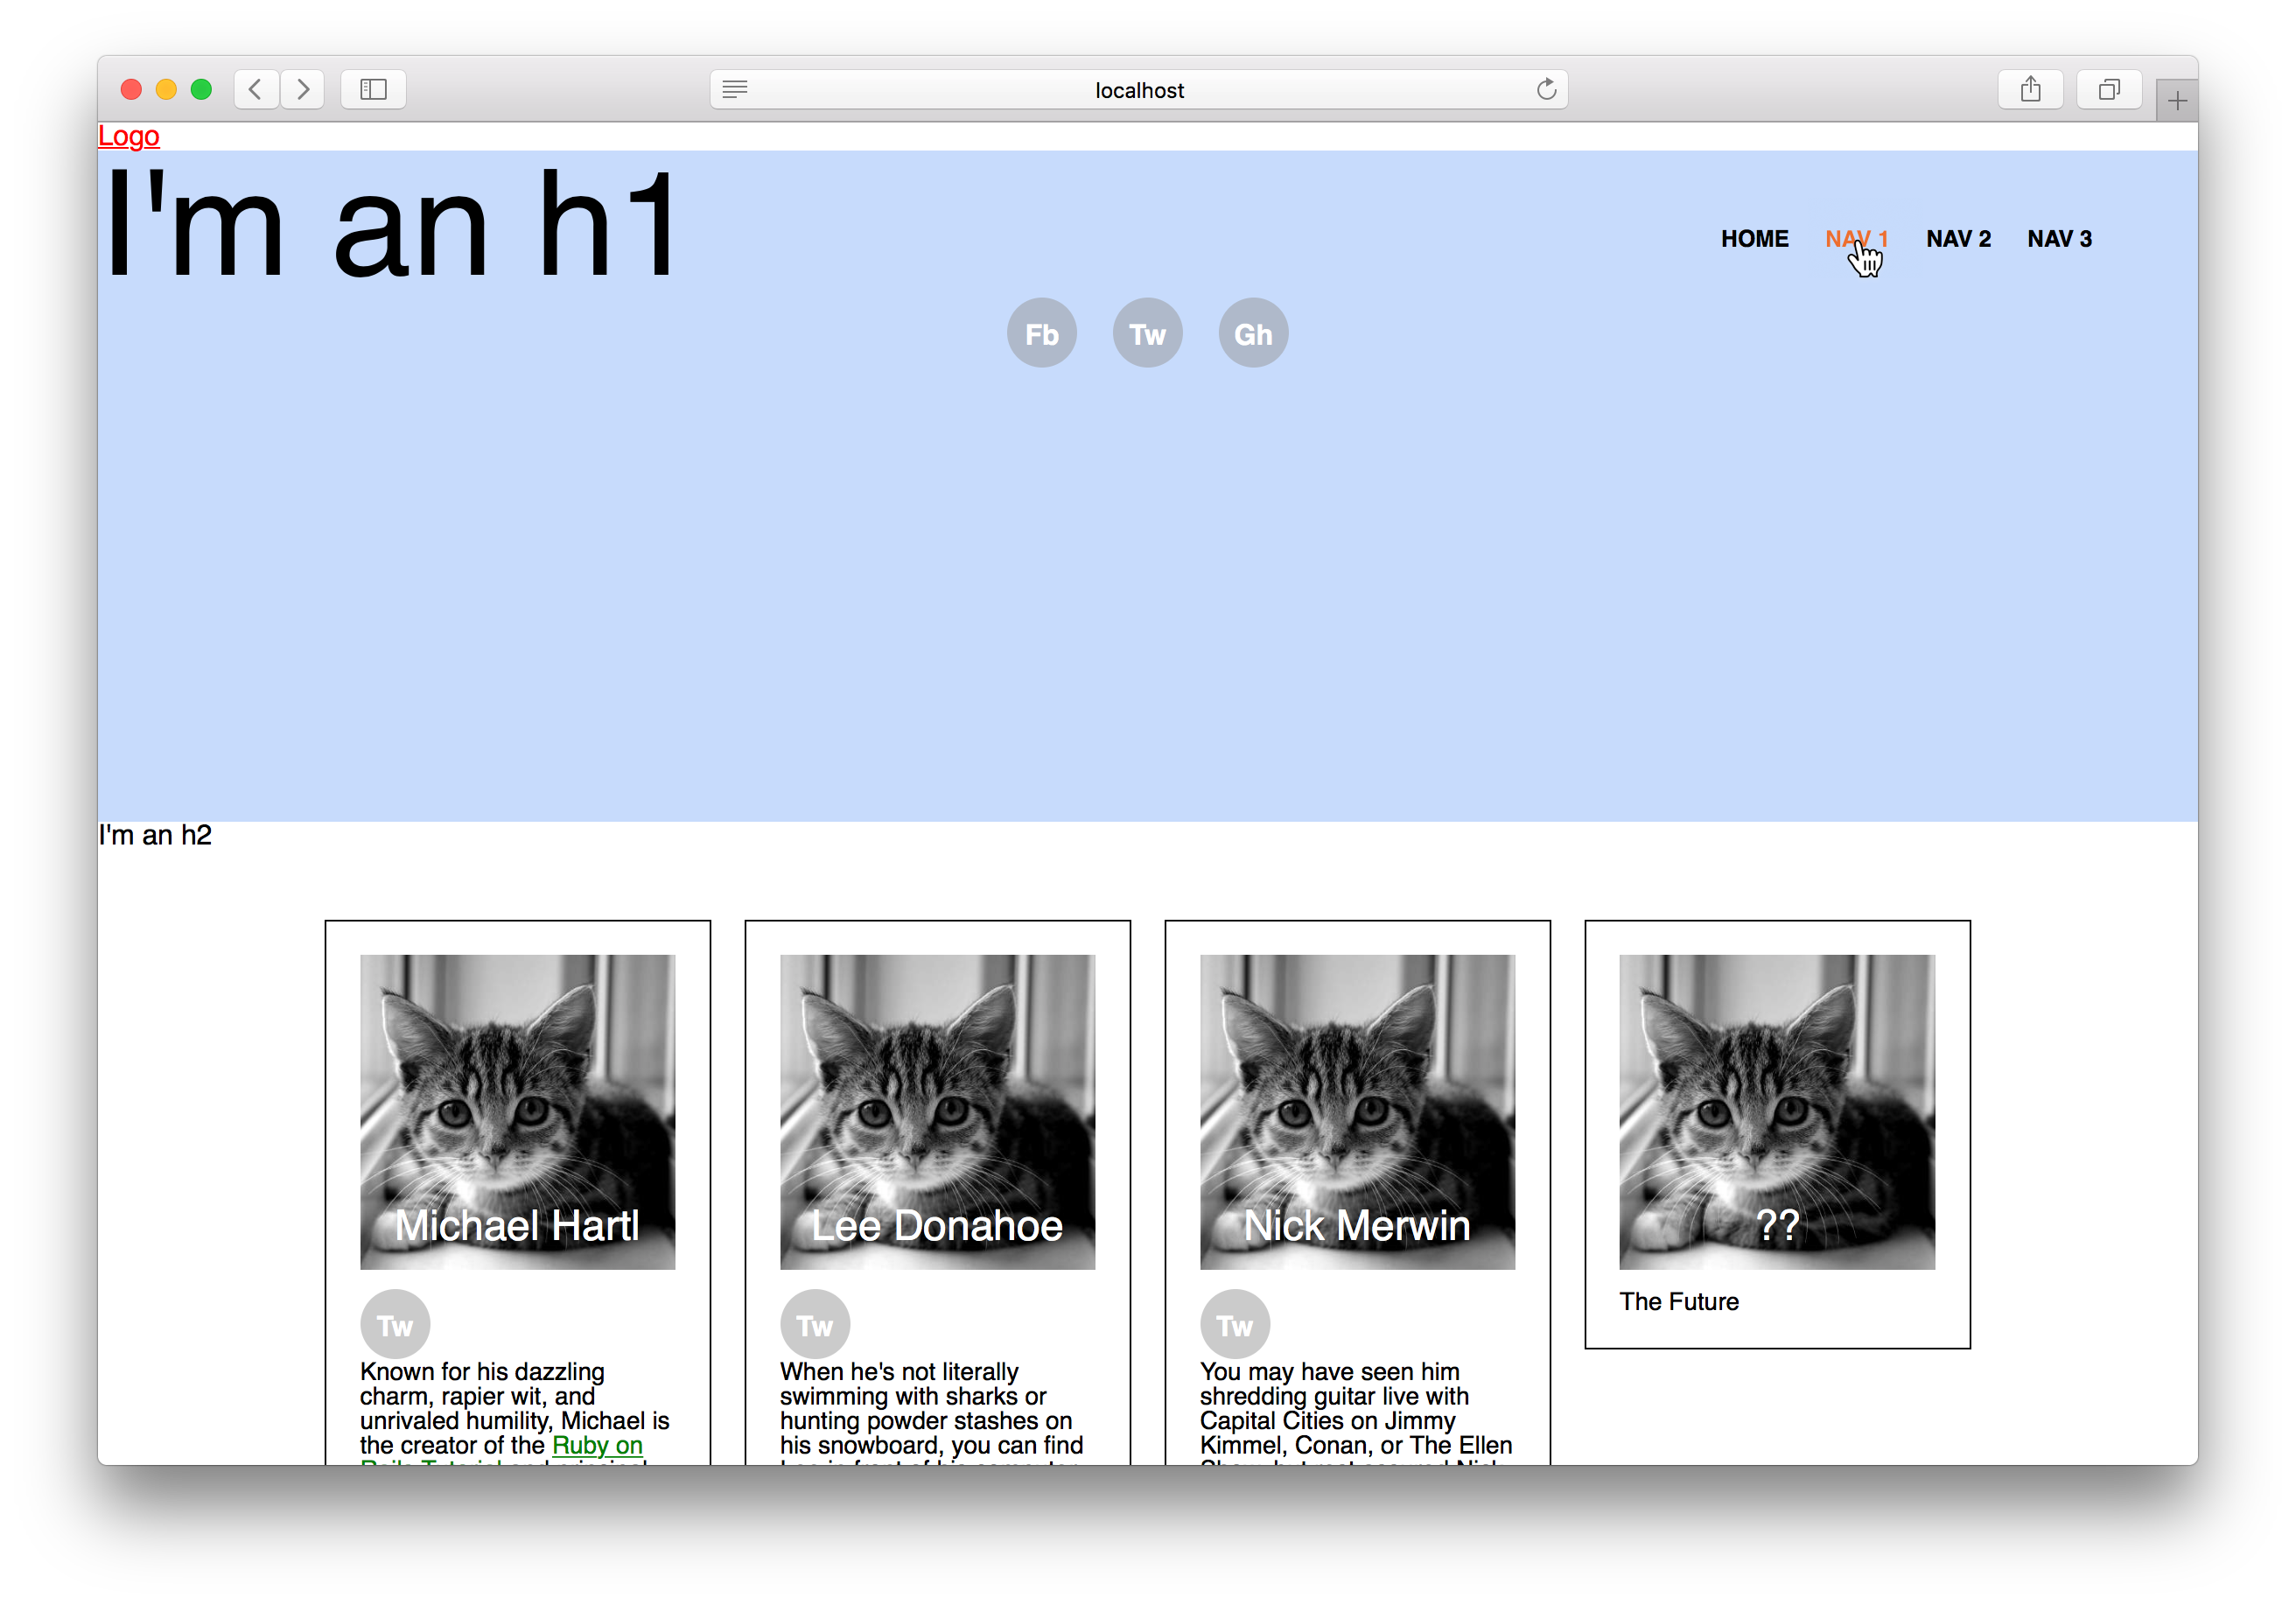 localhost
Logo
I'm an h1
HOME NAV 1 NAV 2 NAV 3
Fb Tw Gh
I'm an h2
Michael Hartl
Tw
Known for his dazzling
charm, rapier wit, and
unrivaled humility, Michael is
the creator of the Ruby on
Lee Donahoe
Tw
When he's not literally
swimming with sharks or
hunting powder stashes on
his snowboard, you can find
Nick Merwin
Tw
You may have seen him
shredding guitar live with
Capital Cities on Jimmy
Kimmel, Conan, or The Ellen
??
The Future